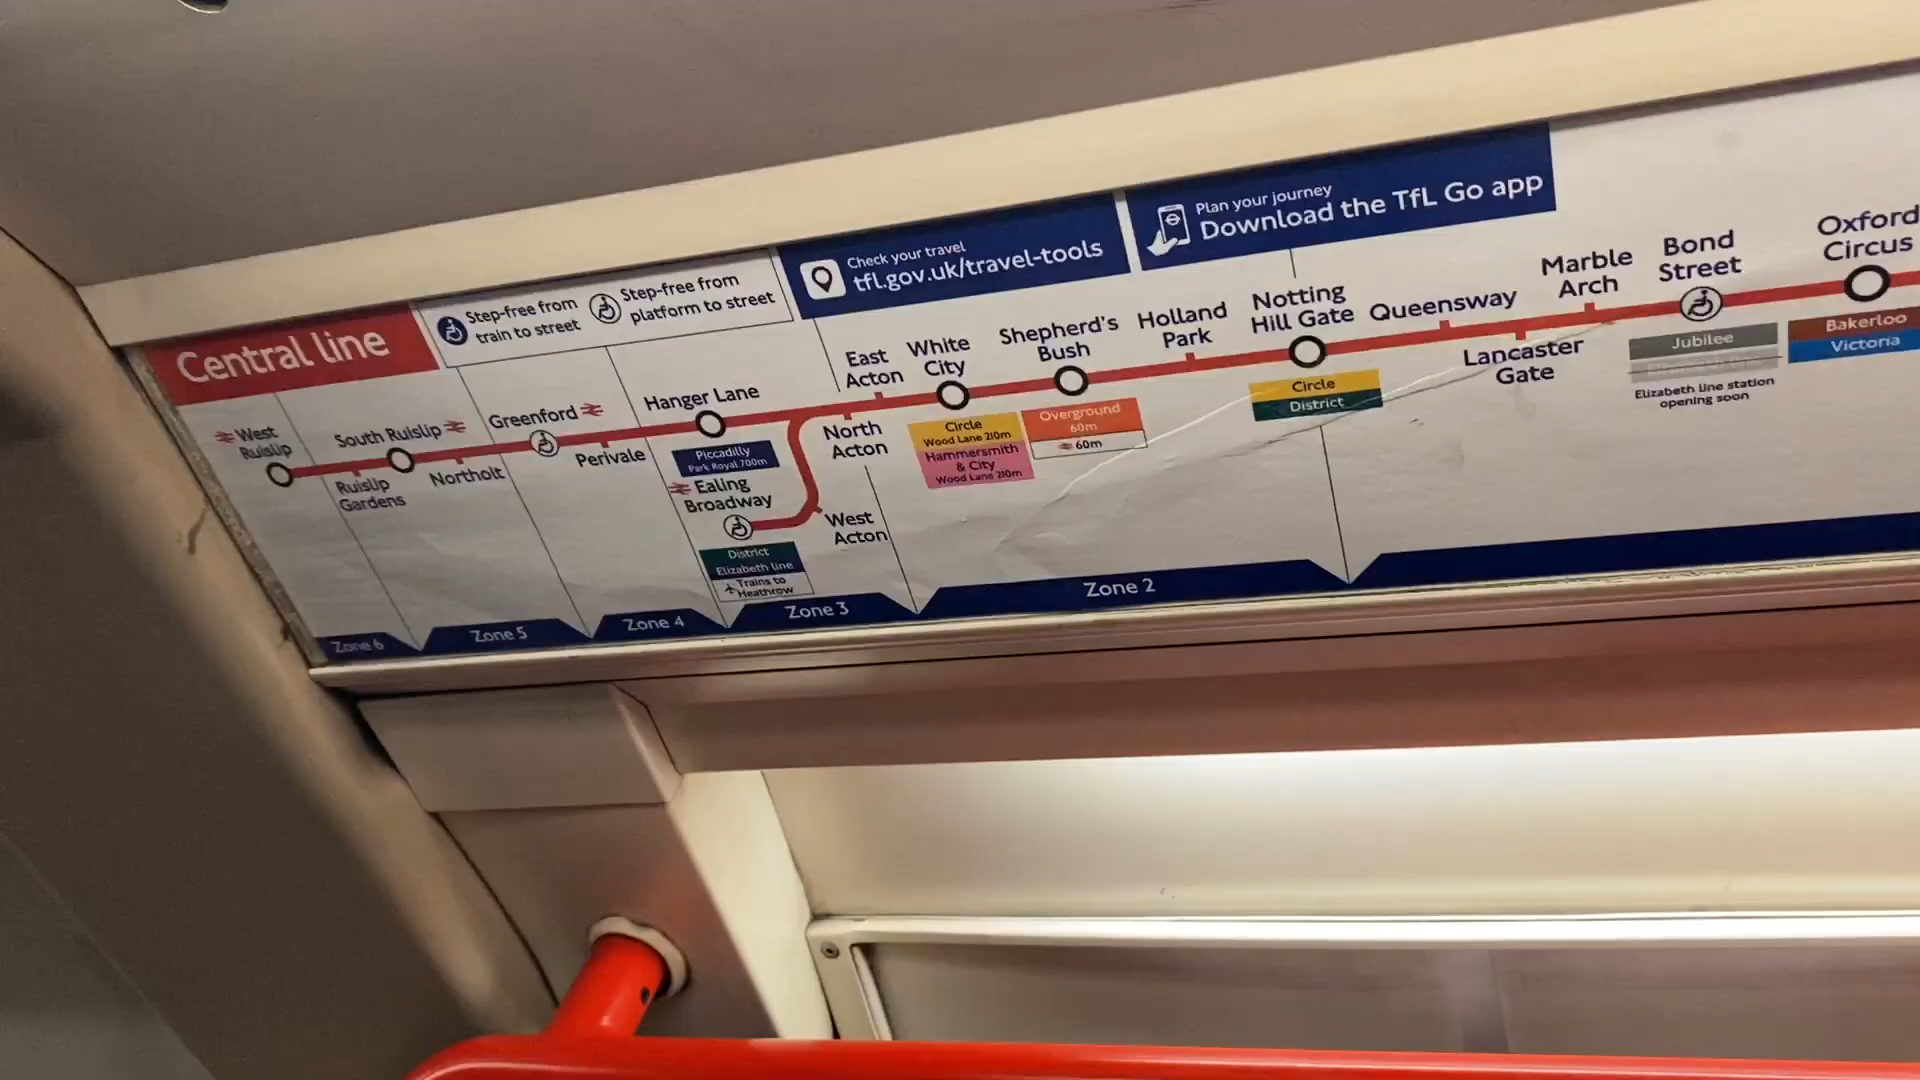 Central line
Step-free from
train to street
Step-free from
platform to street
Check your travel
tfl.gov.uk/travel-tools
Plan your journey
Download the TfL Go app
West
Ruislip
Ruislip
Gardens
South Ruislip
Northolt
Greenford
Perivale
Hanger Lane
Piccadilly
Park Royal 700m
Ealing
Broadway
District
Elizabeth line
Trains to
Heathrow
West
Acton
North
Acton
East
Acton
White
City
Circle
Wood Lane 210m
Hammersmith
& City
Wood Lane 210m
Shepherd's
Bush
Overground
60m
60m
Holland
Park
Notting
Hill Gate
Circle
District
Queensway
Lancaster
Gate
Marble
Arch
Bond
Street
Jubilee
Elizabeth line station
opening soon
Oxford
Circus
Bakerloo
Victoria
Zone 6
Zone 5
Zone 4
Zone 3
Zone 2